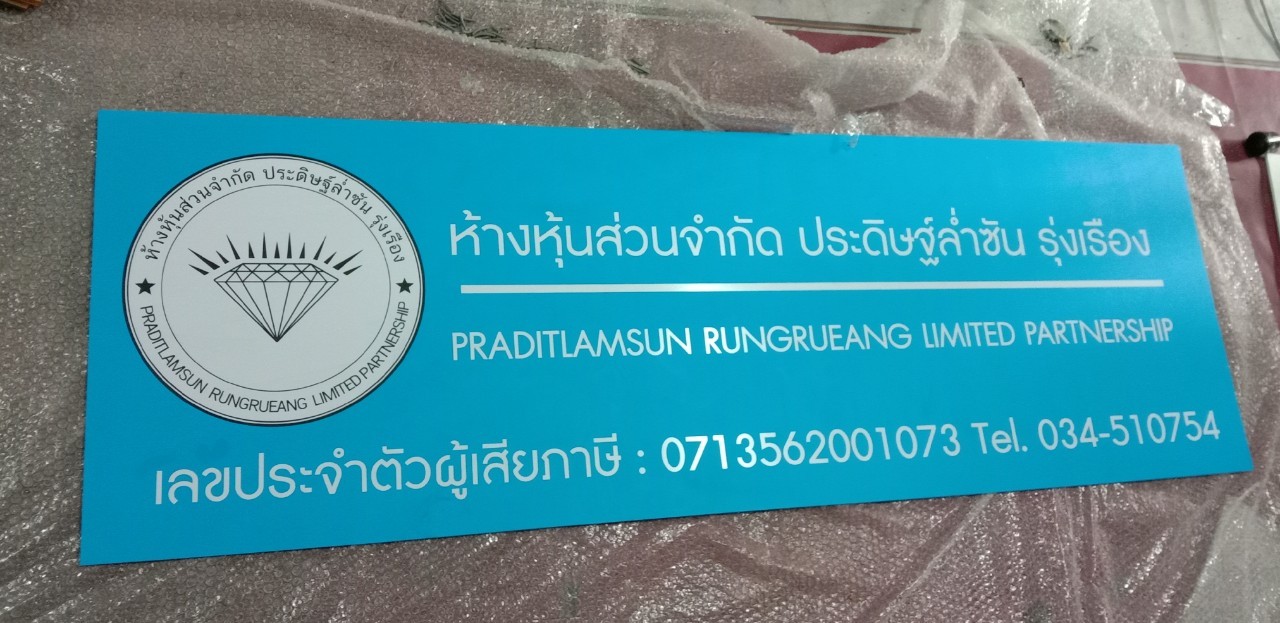 ห้างหุ้นส่วนจำกัด ประดิษฐ์ล่ำซัน รุ่งเรือง
★ ★
PRADITLAMSUN RUNGRUEANG LIMITED PARTNERSHIP
ห้างหุ้นส่วนจำกัด ประดิษฐ์ล่ำซัน รุ่งเรือง
PRADITLAMSUN RUNGRUEANG LIMITED PARTNERSHIP
เลขประจำตัวผู้เสียภาษี : 0713562001073 Tel. 034-510754